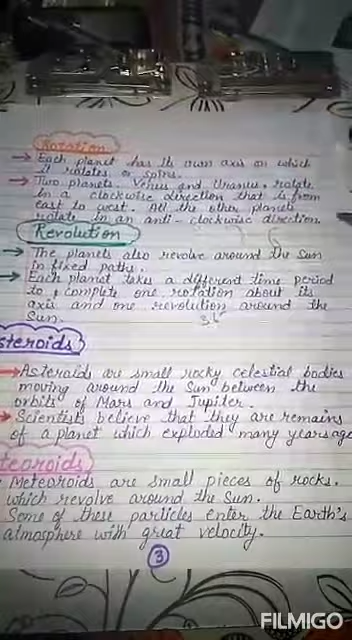 Rotation
→ Each planet has its own axis on which
it rotates or spins.
→ Two planets, Venus and Uranus, rotate
in a clockwise direction that is from
east to west. All the other planets
rotate in an anti-clockwise direction.
Revolution
→ The planets also revolve around the Sun
in fixed paths.
→ Each planet takes a different time period
to complete one rotation about its
axis and one revolution around the
Sun.
steroids
→ Asteroids are small rocky celestial bodies
moving around the Sun between the
orbits of Mars and Jupiter.
→ Scientists believe that they are remains
of a planet which exploded many years ago
teoroids
Meteoroids are small pieces of rocks,
which revolve around the Sun.
Some of these particles enter the Earth's
atmosphere with great velocity.
3
FILMIGO